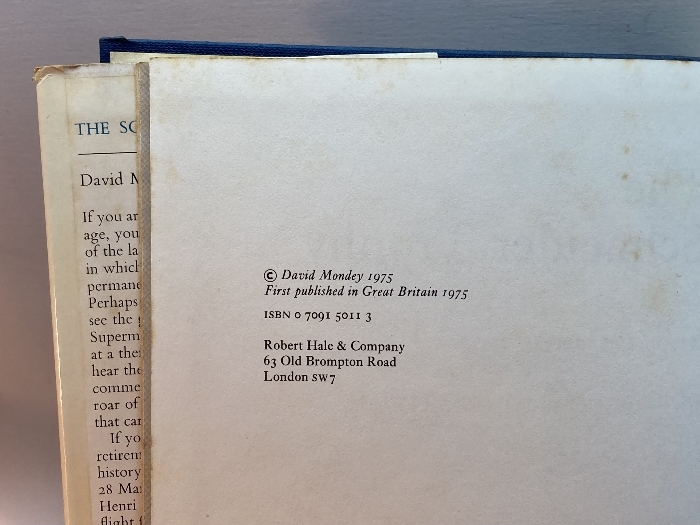 THE SC
David M
If you ar
age, you
of the la
in which
permane
Perhaps
see the
Superm
at a the
hear the
comme
roar of
that car
If yo
retirem
history
28 Mar
Henri
flight f
© David Mondey 1975
First published in Great Britain 1975
ISBN 0 7091 5011 3
Robert Hale & Company
63 Old Brompton Road
London SW7